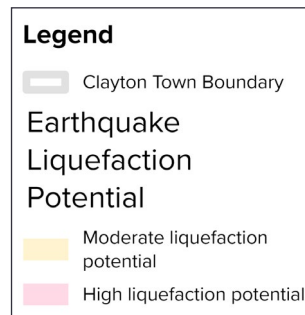 Legend
Clayton Town Boundary
Earthquake
Liquefaction
Potential
Moderate liquefaction
potential
High liquefaction potential